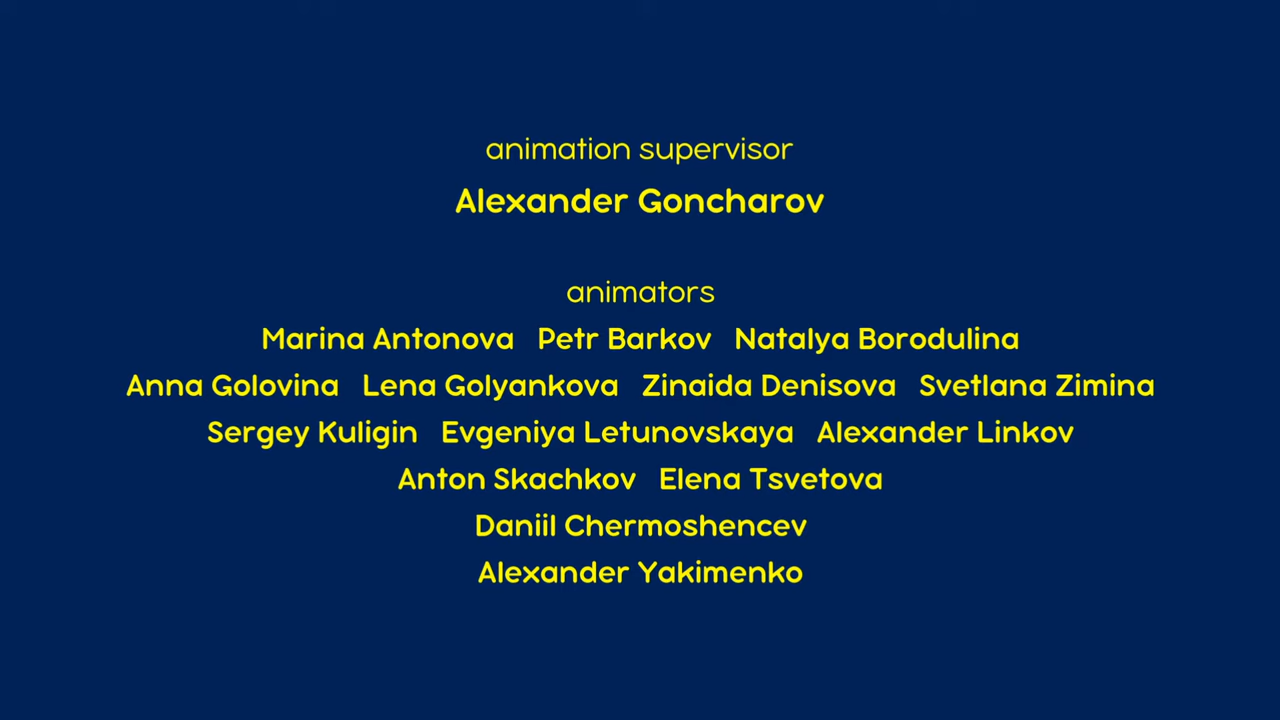 animation supervisor
Alexander Goncharov
animators
Marina Antonova Petr Barkov Natalya Borodulina
Anna Golovina Lena Golyankova Zinaida Denisova Svetlana Zimina
Sergey Kuligin Evgeniya Letunovskaya Alexander Linkov
Anton Skachkov Elena Tsvetova
Daniil Chermoshencev
Alexander Yakimenko